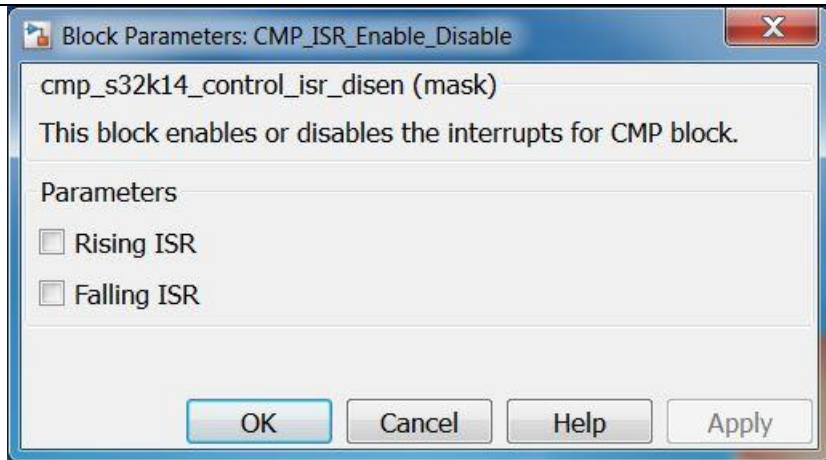 Block Parameters: CMP_ISR_Enable_Disable
cmp_s32k14_control_isr_disen (mask)
This block enables or disables the interrupts for CMP block.
Parameters
Rising ISR
Falling ISR
OK Cancel Help Apply